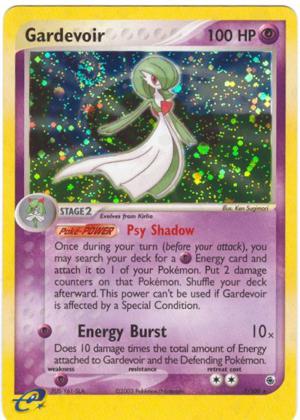 Gardevoir 100 HP
Illus. Ken Sugimori
STAGE 2
Evolves from Kirlia
Poké-POWER Psy Shadow
Once during your turn (before your attack), you
may search your deck for a Energy card and
attach it to 1 of your Pokémon. Put 2 damage
counters on that Pokémon. Shuffle your deck
afterward. This power can't be used if Gardevoir
is affected by a Special Condition.
Energy Burst 10×
Does 10 damage times the total amount of Energy
attached to Gardevoir and the Defending Pokémon.
weakness resistance retreat cost
©2003
e